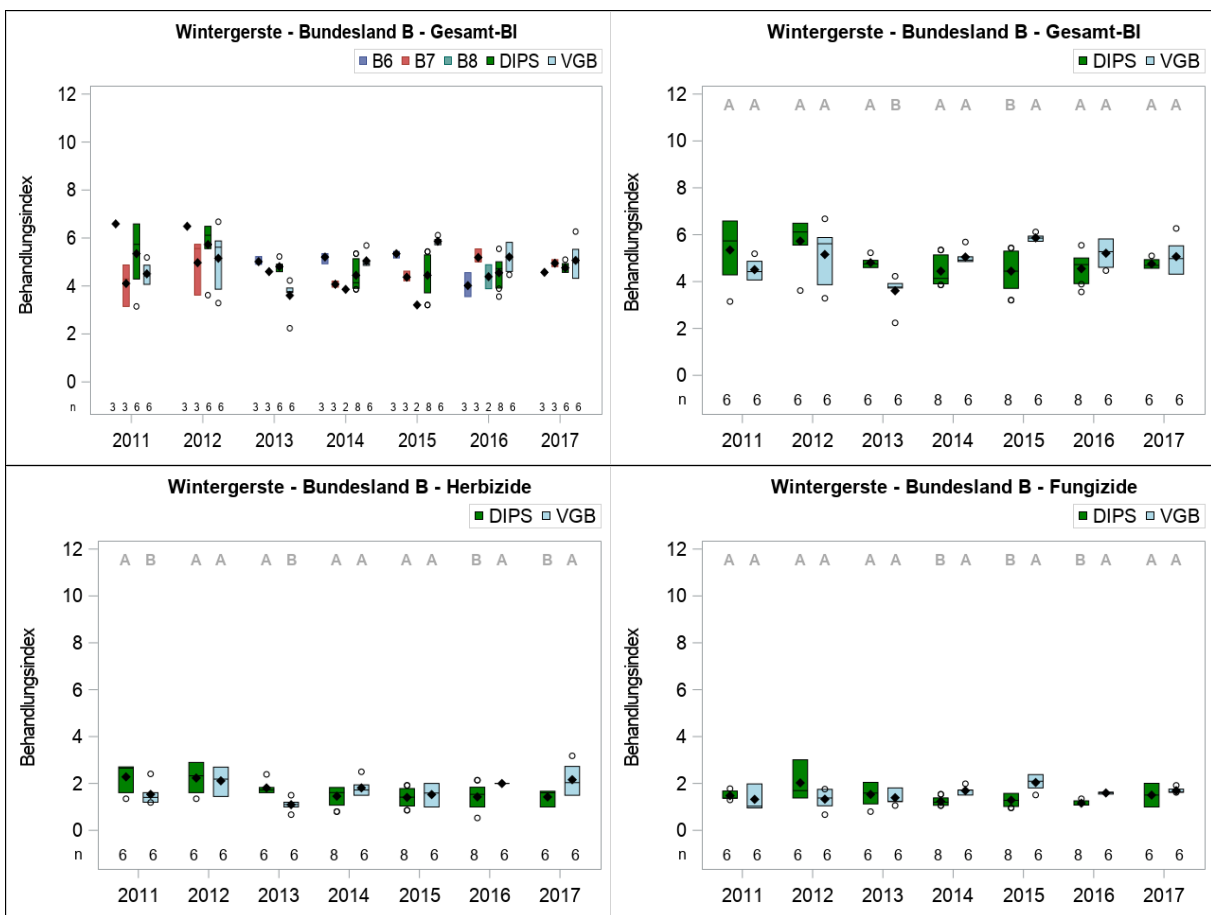 Wintergerste - Bundesland B - Gesamt-BI
B6 B7 B8 DIPS VGB
Behandlungsindex
12
10
8
6
4
2
0
n 3 3 6 6 3 3 6 6 3 3 6 6 3 3 2 8 6 3 3 2 8 6 3 3 2 8 6 3 3 6 6
2011 2012 2013 2014 2015 2016 2017
Wintergerste - Bundesland B - Gesamt-BI
DIPS VGB
Behandlungsindex
12
10
8
6
4
2
0
A A A A A B A A B A A A A A
n 6 6 6 6 6 6 8 6 8 6 8 6 6 6
2011 2012 2013 2014 2015 2016 2017
Wintergerste - Bundesland B - Herbizide
DIPS VGB
Behandlungsindex
12
10
8
6
4
2
0
A B A A A B A A A A B A B A
n 6 6 6 6 6 6 8 6 8 6 8 6 6 6
2011 2012 2013 2014 2015 2016 2017
Wintergerste - Bundesland B - Fungizide
DIPS VGB
Behandlungsindex
12
10
8
6
4
2
0
A A A A A A B A B A B A A A
n 6 6 6 6 6 6 8 6 8 6 8 6 6 6
2011 2012 2013 2014 2015 2016 2017